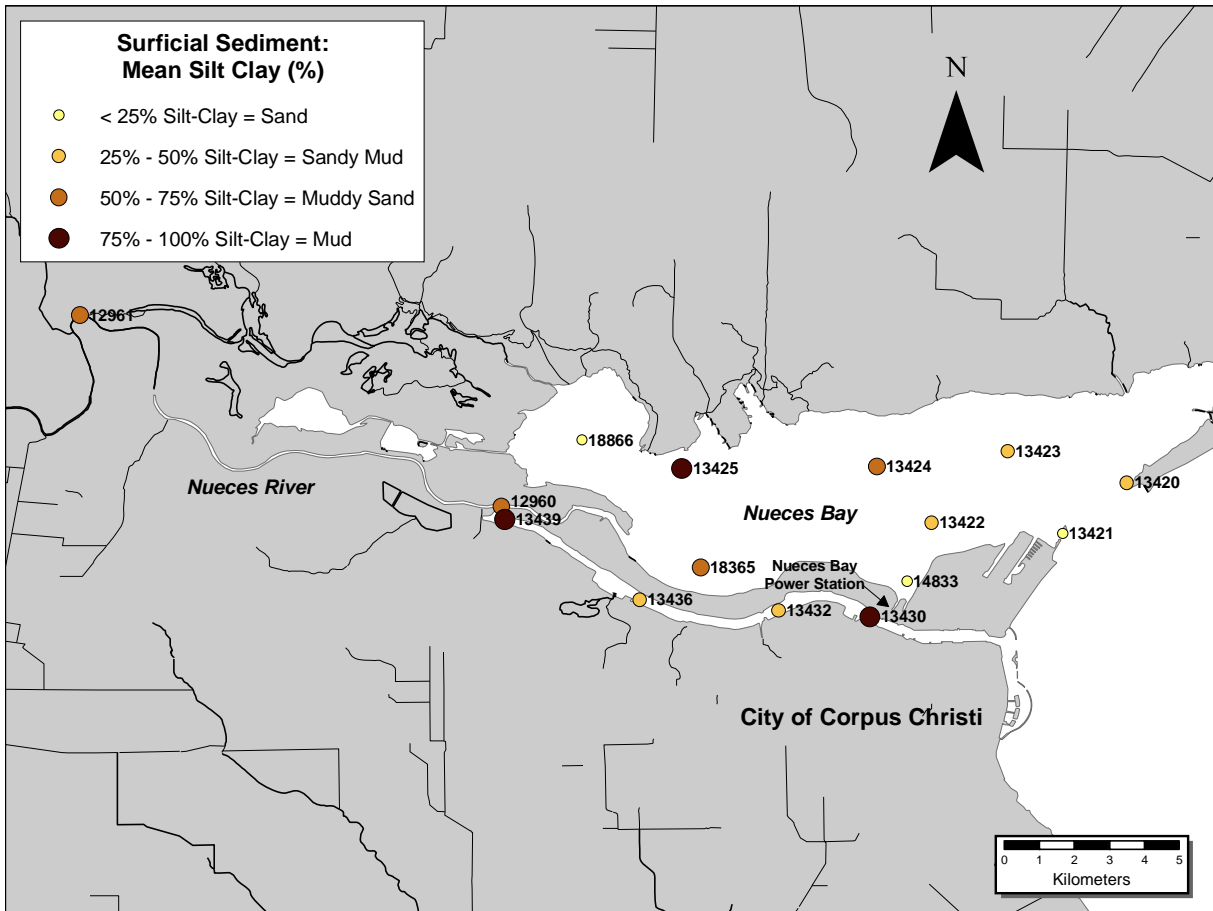 Surficial Sediment:
Mean Silt Clay (%)
< 25% Silt-Clay = Sand
25% - 50% Silt-Clay = Sandy Mud
50% - 75% Silt-Clay = Muddy Sand
75% - 100% Silt-Clay = Mud
N
12961
18866
13425
13424
13423
13420
Nueces River
12960
13439
Nueces Bay
13422
13421
18365
Nueces Bay
Power Station
14833
13436
13432
13430
City of Corpus Christi
0 1 2 3 4 5
Kilometers